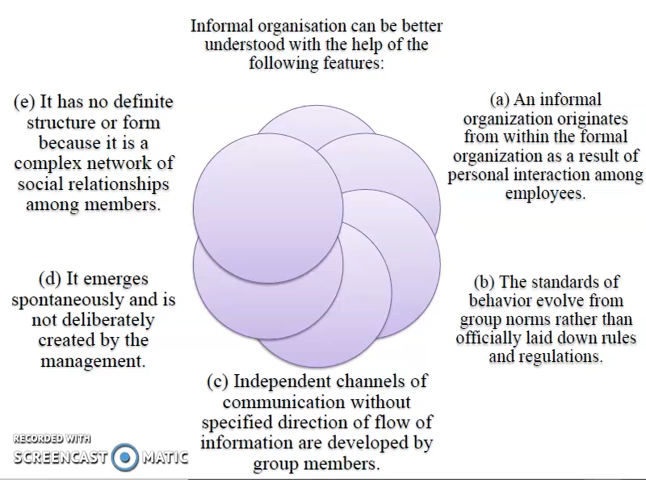 Informal organisation can be better
understood with the help of the
following features:
(a) An informal
organization originates
from within the formal
organization as a result of
personal interaction among
employees.
(b) The standards of
behavior evolve from
group norms rather than
officially laid down rules
and regulations.
(c) Independent channels of
communication without
specified direction of flow of
information are developed by
group members.
(d) It emerges
spontaneously and is
not deliberately
created by the
management.
(e) It has no definite
structure or form
because it is a
complex network of
social relationships
among members.
RECORDED WITH
SCREENCAST MATIC